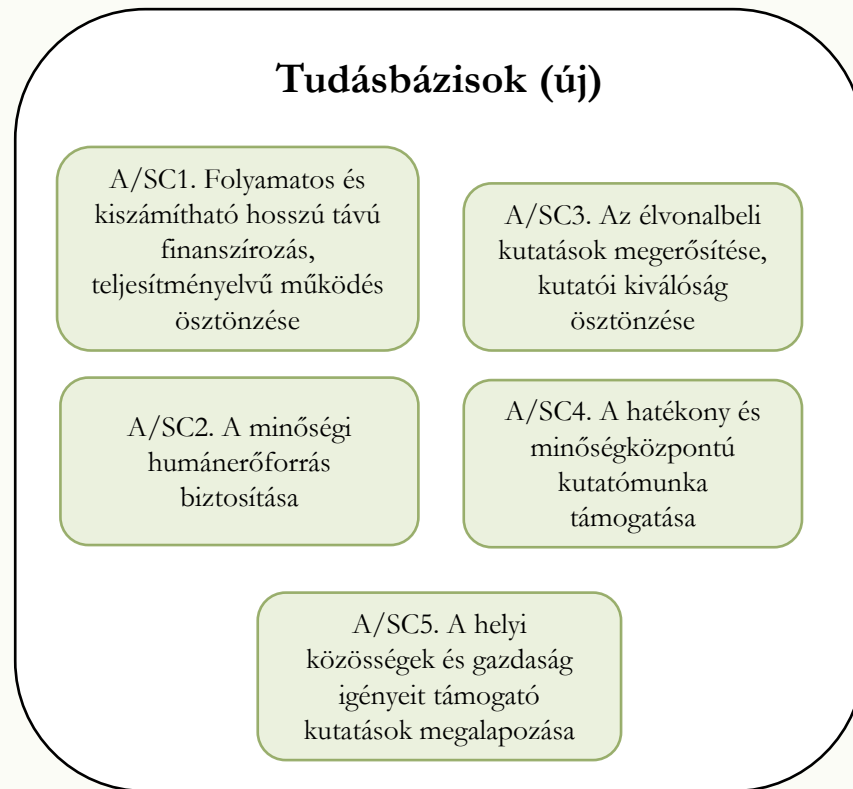 Tudásbázisok (új)
A/SC1. Folyamatos és
kiszámítható hosszú távú
finanszírozás,
teljesítményelvű működés
ösztönzése
A/SC2. A minőségi
humánerőforrás
biztosítása
A/SC3. Az élvonalbeli
kutatások megerősítése,
kutatói kiválóság
ösztönzése
A/SC4. A hatékony és
minőségközpontú
kutatómunka
támogatása
A/SC5. A helyi
közösségek és gazdaság
igényeit támogató
kutatások megalapozása